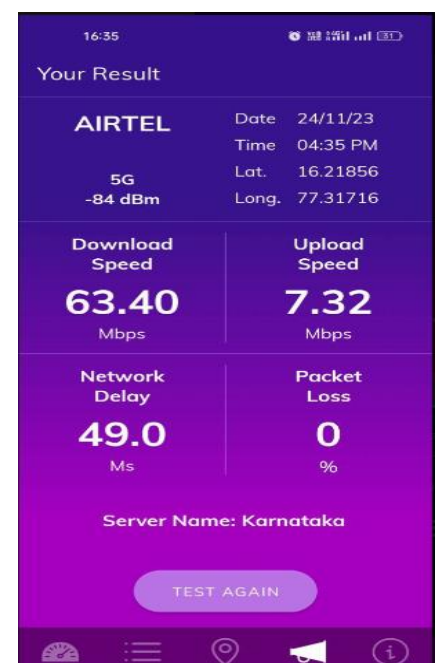 16:35
31
Your Result
AIRTEL
Date 24/11/23
Time 04:35 PM
5G
Lat. 16.21856
-84 dBm
Long. 77.31716
Download
Speed
63.40
Mbps
Upload
Speed
7.32
Mbps
Network
Delay
49.0
Ms
Packet
Loss
0
%
Server Name: Karnataka
TEST AGAIN